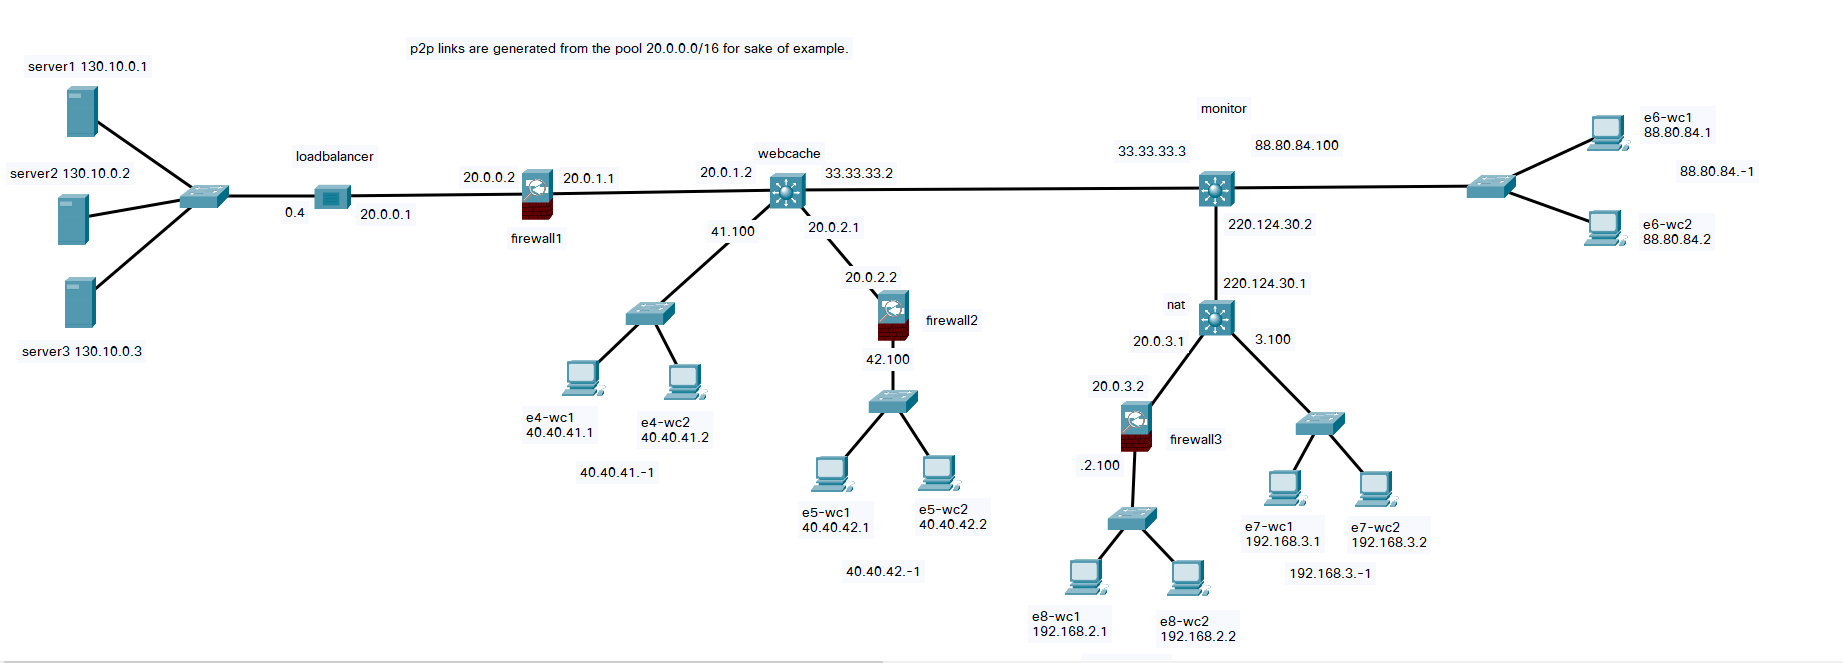 p2p links are generated from the pool 20.0.0.0/16 for sake of example.
server1 130.10.0.1
server2 130.10.0.2
server3 130.10.0.3
loadbalancer
0.4
20.0.0.1
20.0.0.2
20.0.1.1
firewall1
webcache
20.0.1.2
33.33.33.2
41.100
20.0.2.1
20.0.2.2
firewall2
42.100
e4-wc1
40.40.41.1
e4-wc2
40.40.41.2
40.40.41.-1
e5-wc1
40.40.42.1
e5-wc2
40.40.42.2
40.40.42.-1
monitor
33.33.33.3
88.80.84.100
220.124.30.2
220.124.30.1
nat
20.0.3.1
3.100
20.0.3.2
firewall3
.2.100
e6-wc1
88.80.84.1
88.80.84.-1
e6-wc2
88.80.84.2
e7-wc1
192.168.3.1
e7-wc2
192.168.3.2
192.168.3.-1
e8-wc1
192.168.2.1
e8-wc2
192.168.2.2